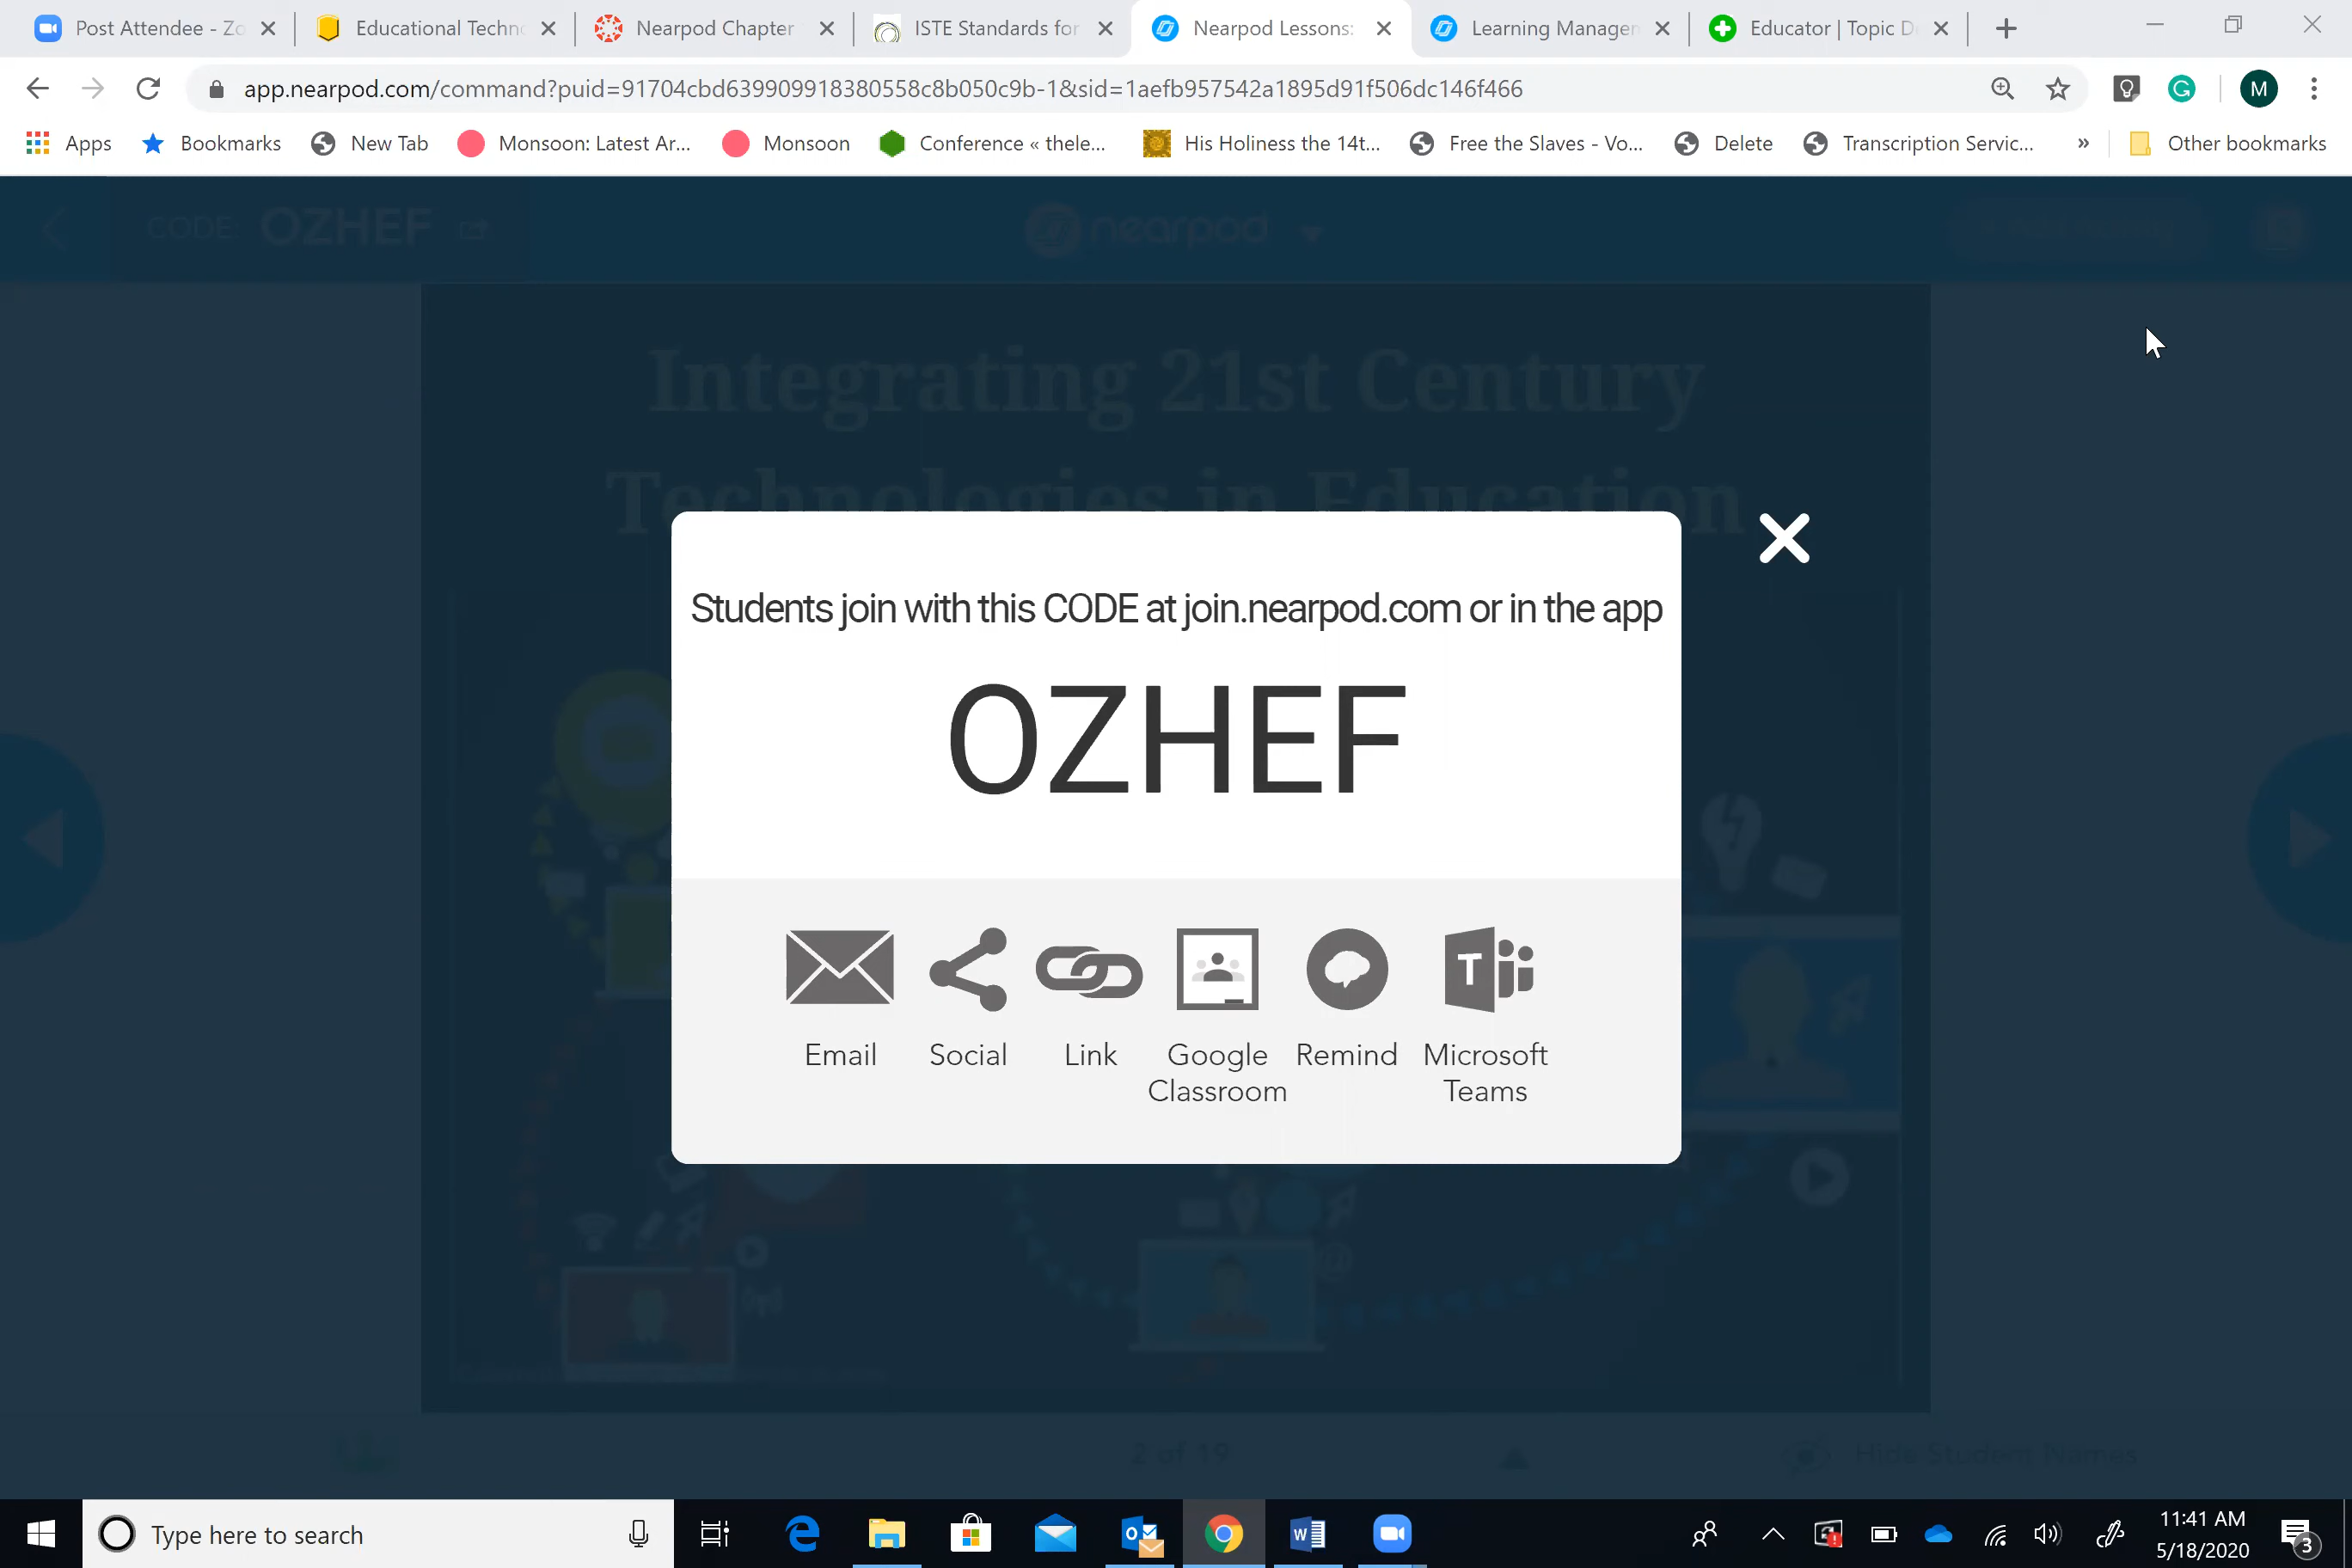 Post Attendee - Zo
Educational Techn
Nearpod Chapter
ISTE Standards for
Nearpod Lessons:
Learning Manager
Educator | Topic D
app.nearpod.com/command?puid=91704cbd639909918380558c8b050c9b-1&sid=1aefb957542a1895d91f506dc146f466
M
Apps
Bookmarks
New Tab
Monsoon: Latest Ar...
Monsoon
Conference « thele...
His Holiness the 14t...
Free the Slaves - Vo...
Delete
Transcription Servic...
»
Other bookmarks
CODE: OZHEF
nearpod
Integrating 21st Century
Technologies in Education
Students join with this CODE at join.nearpod.com or in the app
OZHEF
Email
Social
Link
Google
Classroom
Remind
Microsoft
Teams
2 of 19
Hide Student Names
Type here to search
11:41 AM
5/18/2020
3